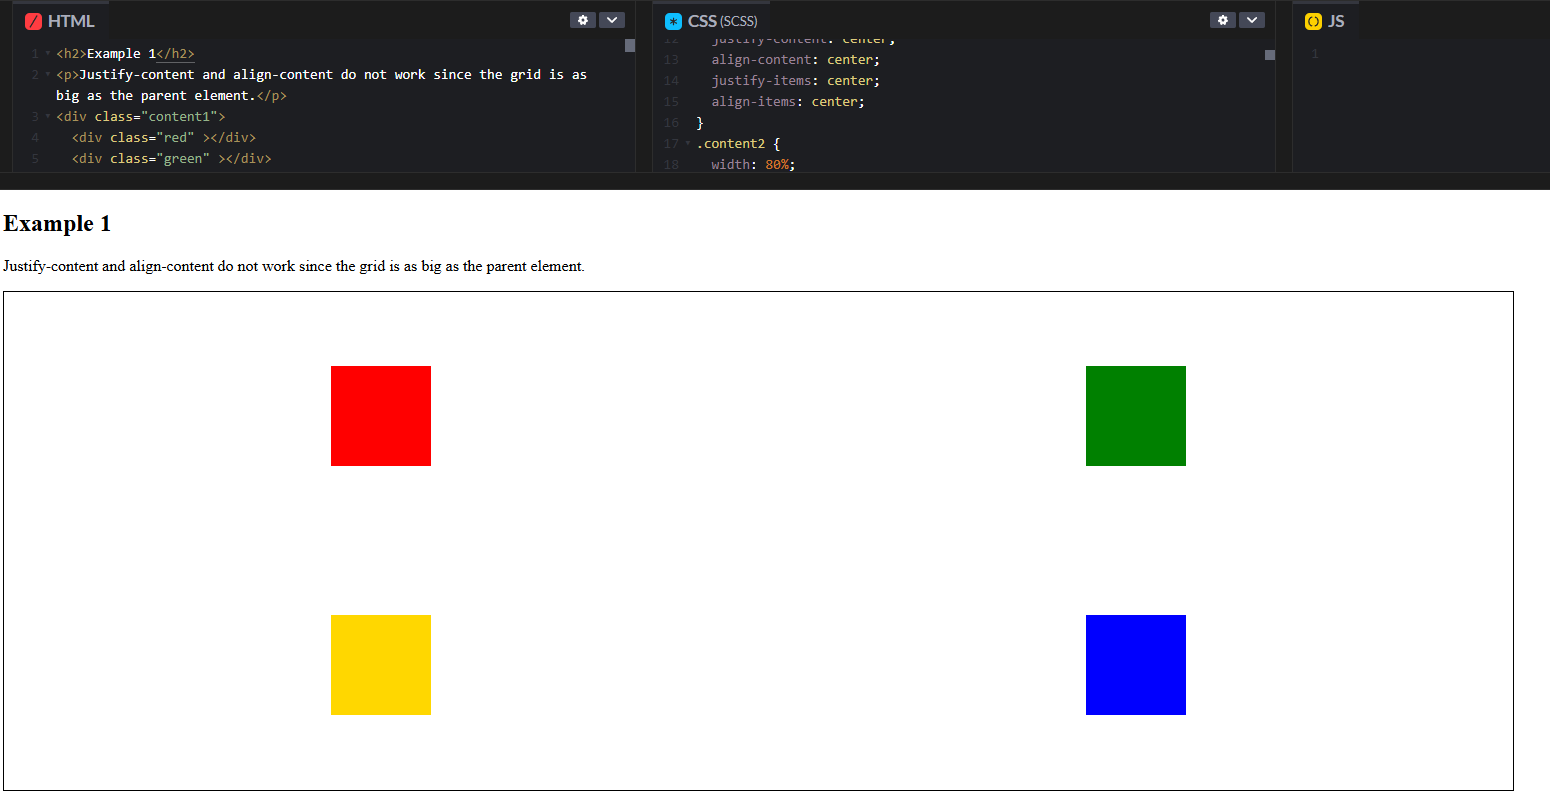 HTML
1 <h2>Example 1</h2>
2 <p>Justify-content and align-content do not work since the grid is as
big as the parent element.</p>
3 <div class="content1">
4 <div class="red" ></div>
5 <div class="green" ></div>
CSS (SCSS)
12 justify-content: center;
13 align-content: center;
14 justify-items: center;
15 align-items: center;
16 }
17 .content2 {
18 width: 80%;
JS
1
Example 1
Justify-content and align-content do not work since the grid is as big as the parent element.